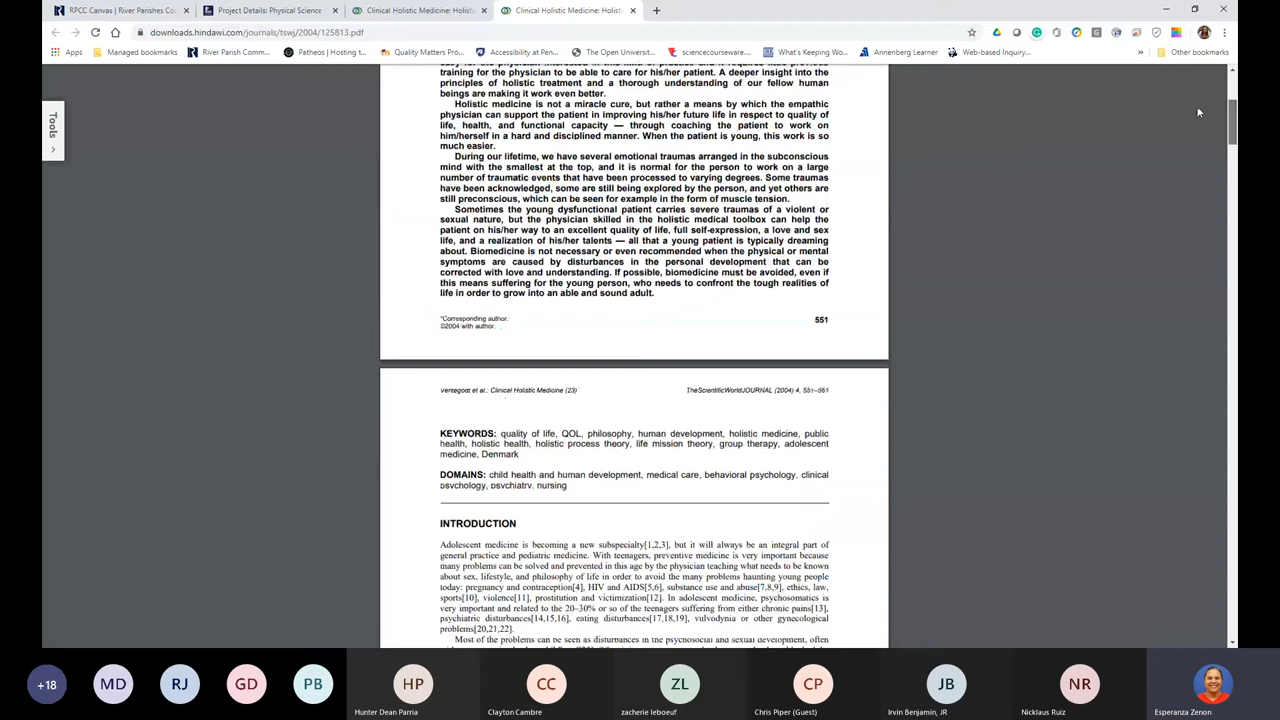 RPCC Canvas | River Parishes Co
Project Details: Physical Science
Clinical Holistic Medicine: Holist
Clinical Holistic Medicine: Holist
downloads.hindawi.com/journals/tswj/2004/125813.pdf
Apps Managed bookmarks River Parish Comm... Patheos | Hosting t... Quality Matters Pro... Accessibility at Pen... The Open Universit... sciencecourseware... What's Keeping Wo... Annenberg Learner Web-based Inquiry... Other bookmarks
Tools
training for the physician to be able to care for his/her patient. A deeper insight into the
principles of holistic treatment and a thorough understanding of our fellow human
beings are making it work even better.
Holistic medicine is not a miracle cure, but rather a means by which the empathic
physician can support the patient in improving his/her future life in respect to quality of
life, health, and functional capacity — through coaching the patient to work on
him/herself in a hard and disciplined manner. When the patient is young, this work is so
much easier.
During our lifetime, we have several emotional traumas arranged in the subconscious
mind with the smallest at the top, and it is normal for the person to work on a large
number of traumatic events that have been processed to varying degrees. Some traumas
have been acknowledged, some are still being explored by the person, and yet others are
still preconscious, which can be seen for example in the form of muscle tension.
Sometimes the young dysfunctional patient carries severe traumas of a violent or
sexual nature, but the physician skilled in the holistic medical toolbox can help the
patient on his/her way to an excellent quality of life, full self-expression, a love and sex
life, and a realization of his/her talents — all that a young patient is typically dreaming
about. Biomedicine is not necessary or even recommended when the physical or mental
symptoms are caused by disturbances in the personal development that can be
corrected with love and understanding. If possible, biomedicine must be avoided, even if
this means suffering for the young person, who needs to confront the tough realities of
life in order to grow into an able and sound adult.
*Corresponding author.
©2004 with author.
551
et al.: Clinical Holistic Medicine (23)
TheScientificWorldJOURNAL (2004) 4, 551–561
KEYWORDS: quality of life, QOL, philosophy, human development, holistic medicine, public
health, holistic health, holistic process theory, life mission theory, group therapy, adolescent
medicine, Denmark
DOMAINS: child health and human development, medical care, behavioral psychology, clinical
psychology, psychiatry, nursing
INTRODUCTION
Adolescent medicine is becoming a new subspecialty[1,2,3], but it will always be an integral part of
general practice and pediatric medicine. With teenagers, preventive medicine is very important because
many problems can be solved and prevented in this age by the physician teaching what needs to be known
about sex, lifestyle, and philosophy of life in order to avoid the many problems haunting young people
today: pregnancy and contraception[4], HIV and AIDS[5,6], substance use and abuse[7,8,9], ethics, law,
sports[10], violence[11], prostitution and victimization[12]. In adolescent medicine, psychosomatics is
very important and related to the 20–30% or so of the teenagers suffering from either chronic pains[13],
psychiatric disturbances[14,15,16], eating disturbances[17,18,19], vulvodynia or other gynecological
problems[20,21,22].
Most of the problems can be seen as disturbances in the psychosocial and sexual development, often
+18 MD RJ GD PB HP CC ZL CP JB NR
Hunter Dean Parria Clayton Cambre zacherie leboeuf Chris Piper (Guest) Irvin Benjamin, JR Nicklaus Ruiz Esperanza Zenon